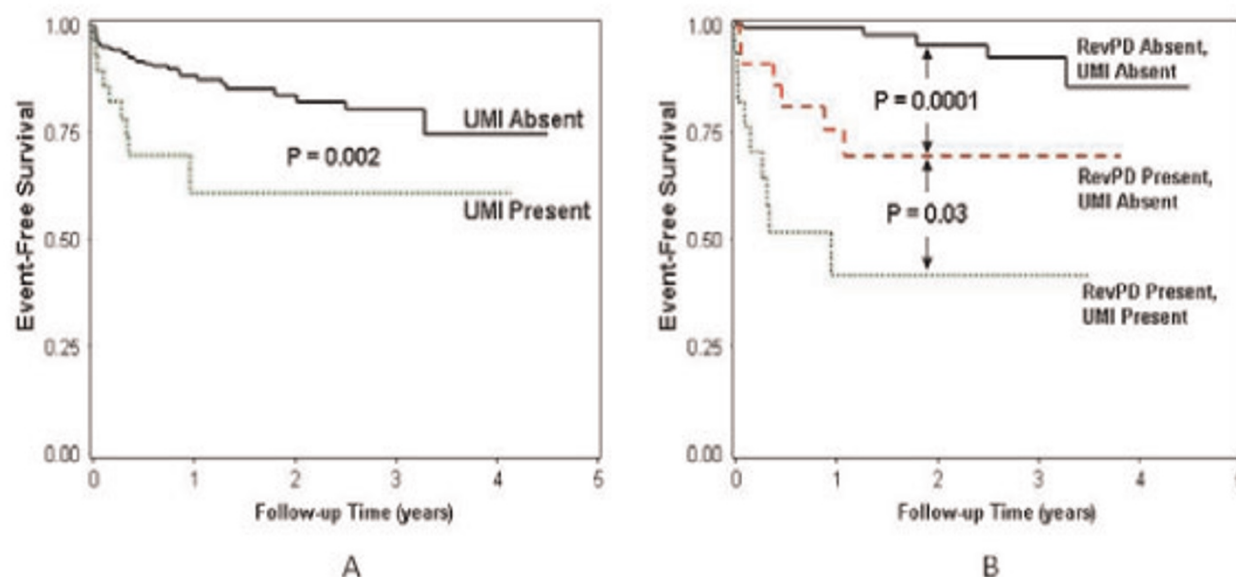 Event-Free Survival
1.00
0.75
0.50
0.25
0.00
UMI Absent
P = 0.002
UMI Present
0 1 2 3 4 5
Follow-up Time (years)
A
Event-Free Survival
1.00
0.75
0.50
0.25
0.00
RevPD Absent,
UMI Absent
P = 0.0001
RevPD Present,
UMI Absent
P = 0.03
RevPD Present,
UMI Present
0 1 2 3 4
Follow-up Time (years)
B